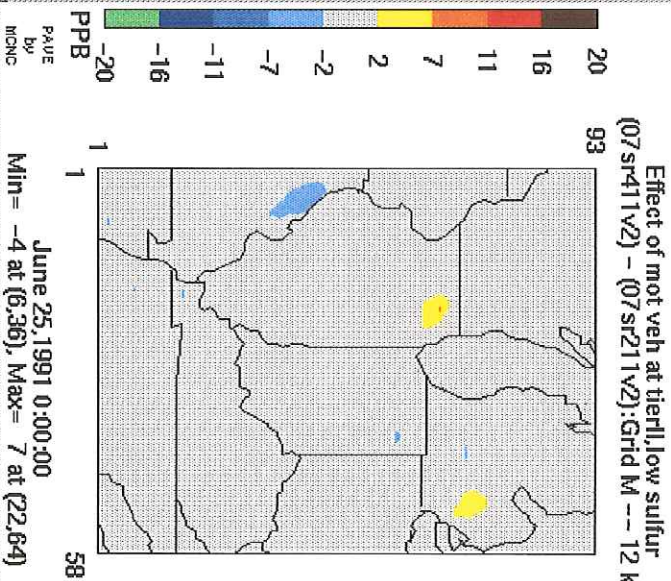 Effect of mot veh at tierII,low sulfur
(07sr411v2) - (07sr211v2):Grid M -- 12 k
20
16
11
7
2
-2
-7
-11
-16
-20
PPB
PAVE
by
MCNC
93
1
1
58
June 25,1991 0:00:00
Min= -4 at (6,36), Max= 7 at (22,64)